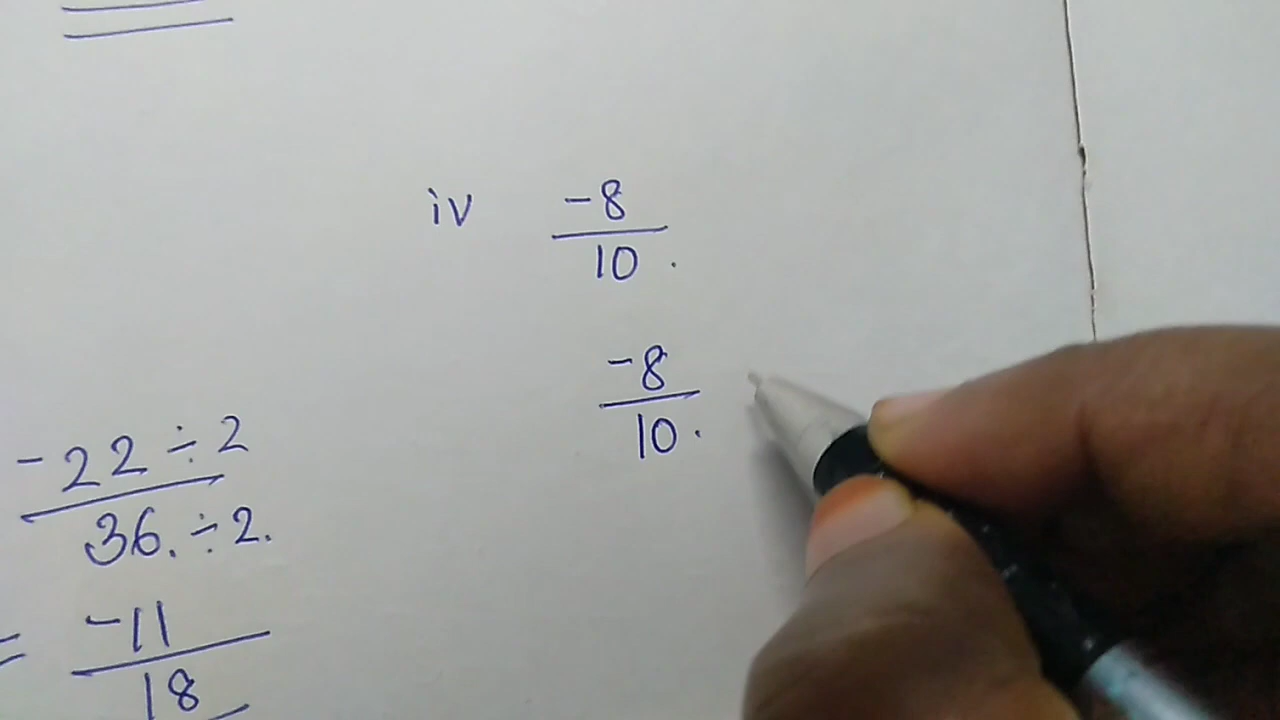 iv -8
10.
-8
10.
-22 ÷ 2
36. ÷ 2.
= -11
18